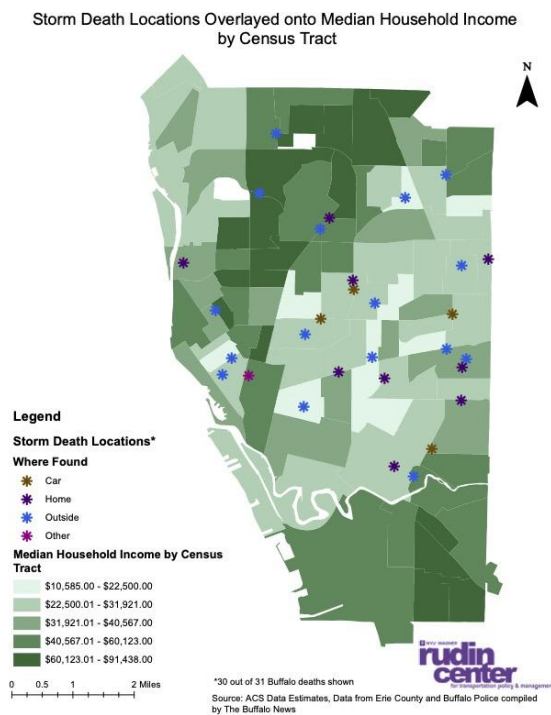 Storm Death Locations Overlayed onto Median Household Income
by Census Tract
N
Legend
Storm Death Locations*
Where Found
Car
Home
Outside
Other
Median Household Income by Census
Tract
$10,585.00 - $22,500.00
$22,500.01 - $31,921.00
$31,921.01 - $40,567.00
$40,567.01 - $60,123.00
$60,123.01 - $91,438.00
0 0.5 1 2 Miles
*30 out of 31 Buffalo deaths shown
Source: ACS Data Estimates, Data from Erie County and Buffalo Police compiled
by The Buffalo News
NYU WAGNER
rudin
center
for transportation policy & management